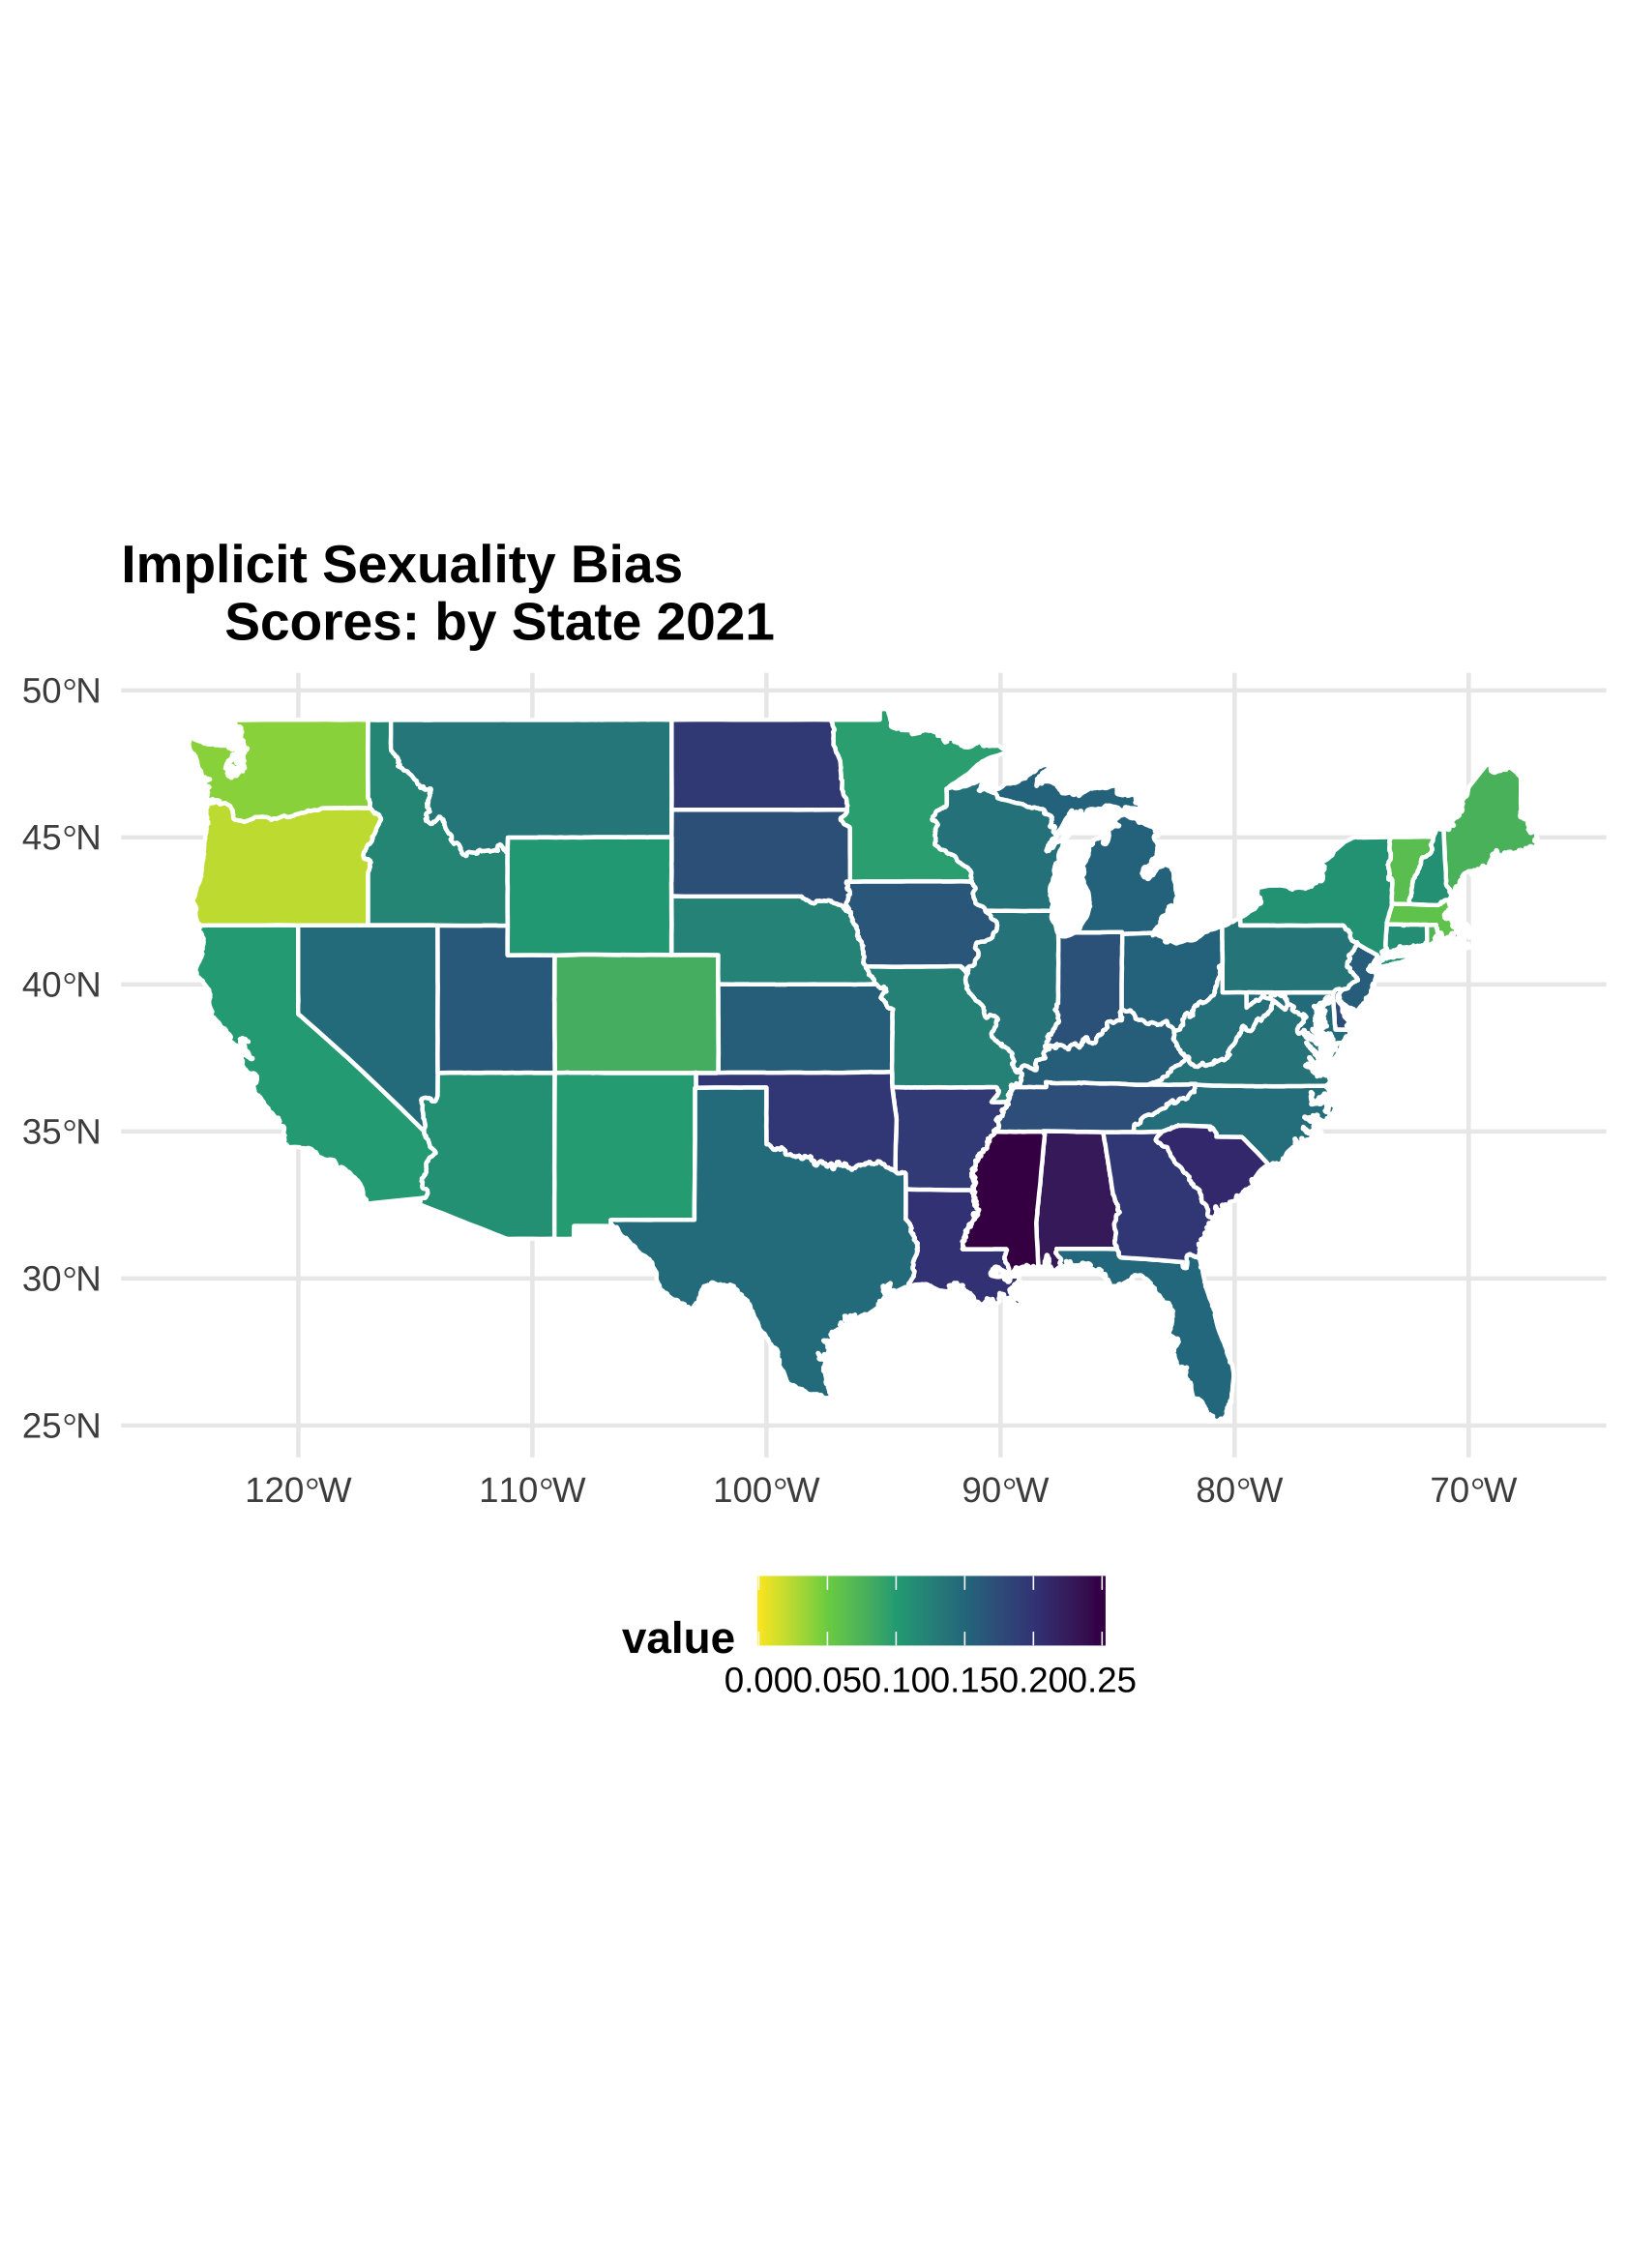 Implicit Sexuality Bias
Scores: by State 2021
50°N
45°N
40°N
35°N
30°N
25°N
120°W 110°W 100°W 90°W 80°W 70°W
value
0.000.050.100.150.200.25